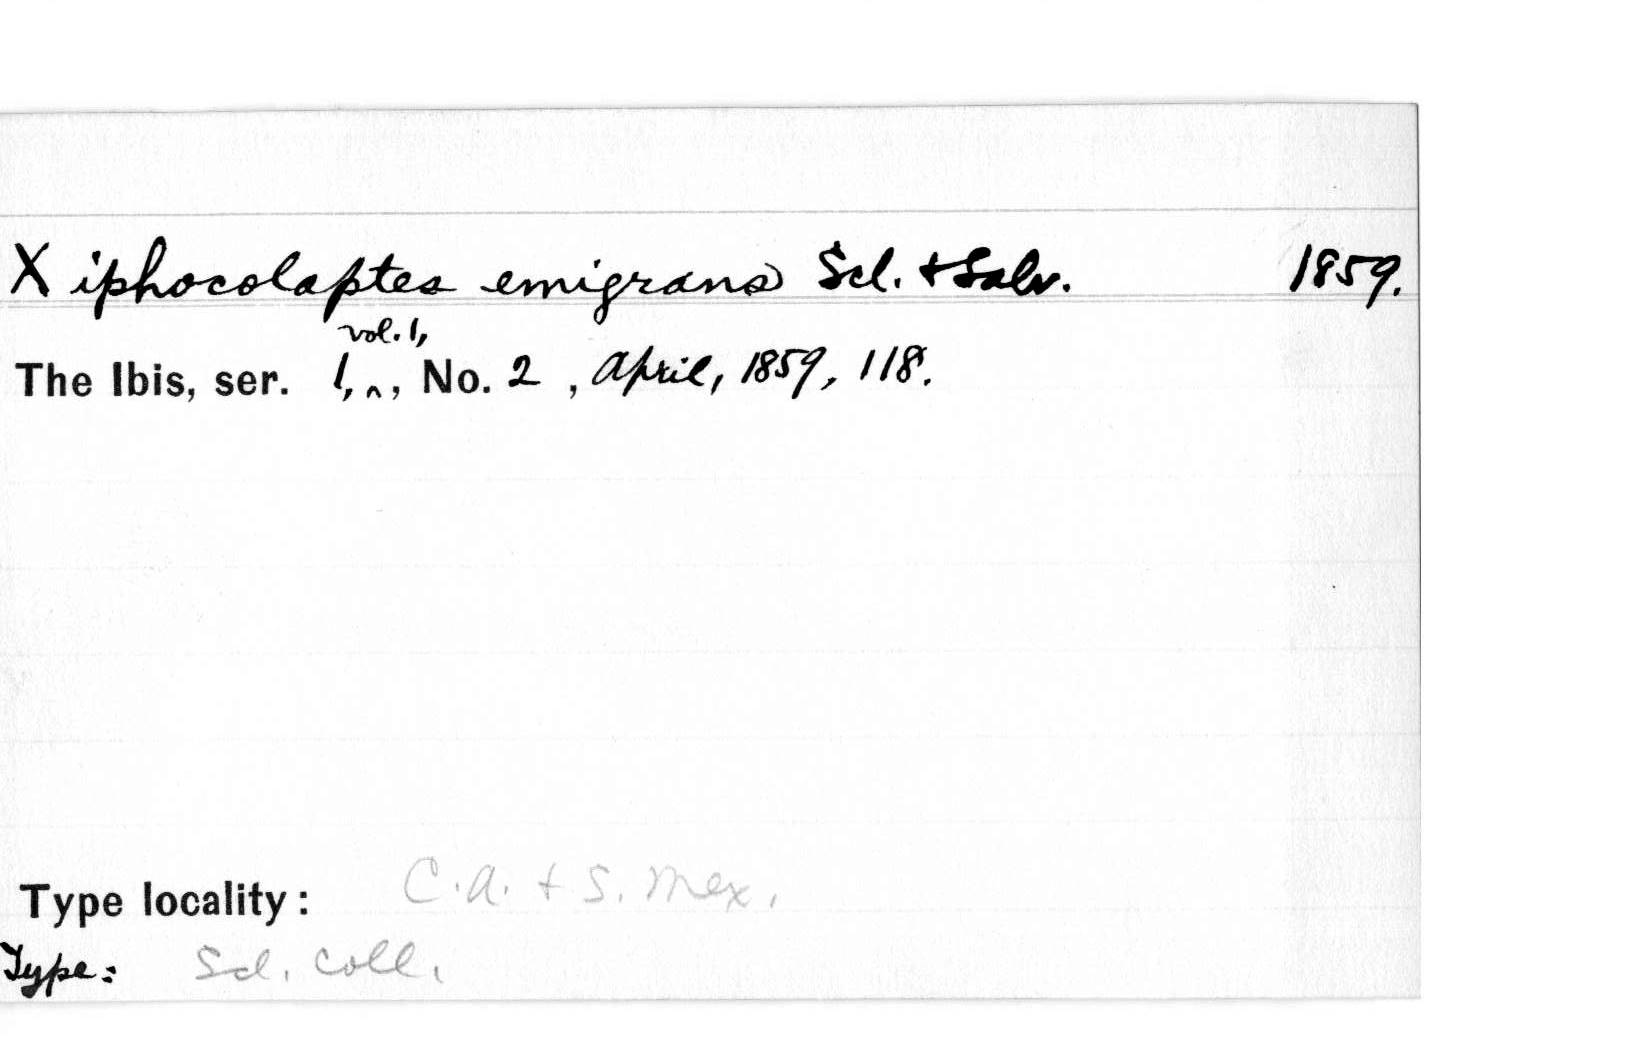 Xiphocolaptes emigrans Scl. + Salv. 1859.
The Ibis, ser. 1, vol. 1, , No. 2 , April, 1859, 118.
Type locality: C.A. + S. Mex.
Type: Scl. Coll.